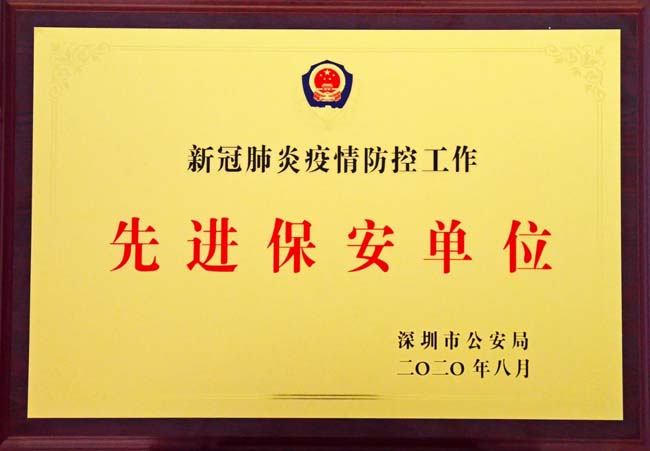 新冠肺炎疫情防控工作
先进保安单位
深圳市公安局
二〇二〇年八月